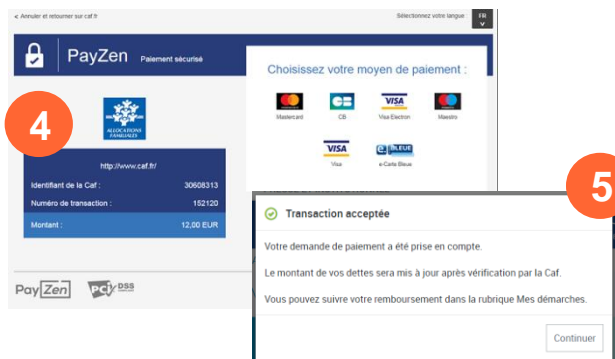 < Annuler et retourner sur caf.fr
Sélectionnez votre langue FR
PayZen Paiement sécurisé
4
ALLOCATIONS
FAMILIALES
http://www.caf.fr/
Identifiant de la Caf : 30608313
Numéro de transaction : 152120
Montant : 12,00 EUR
PayZen PCI DSS
Choisissez votre moyen de paiement :
Mastercard CB VISA Visa Electron Maestro
VISA Visa e-BLEUE e-Carte Bleue
5
Transaction acceptée
Votre demande de paiement a été prise en compte.
Le montant de vos dettes sera mis à jour après vérification par la Caf.
Vous pouvez suivre votre remboursement dans la rubrique Mes démarches.
Continuer